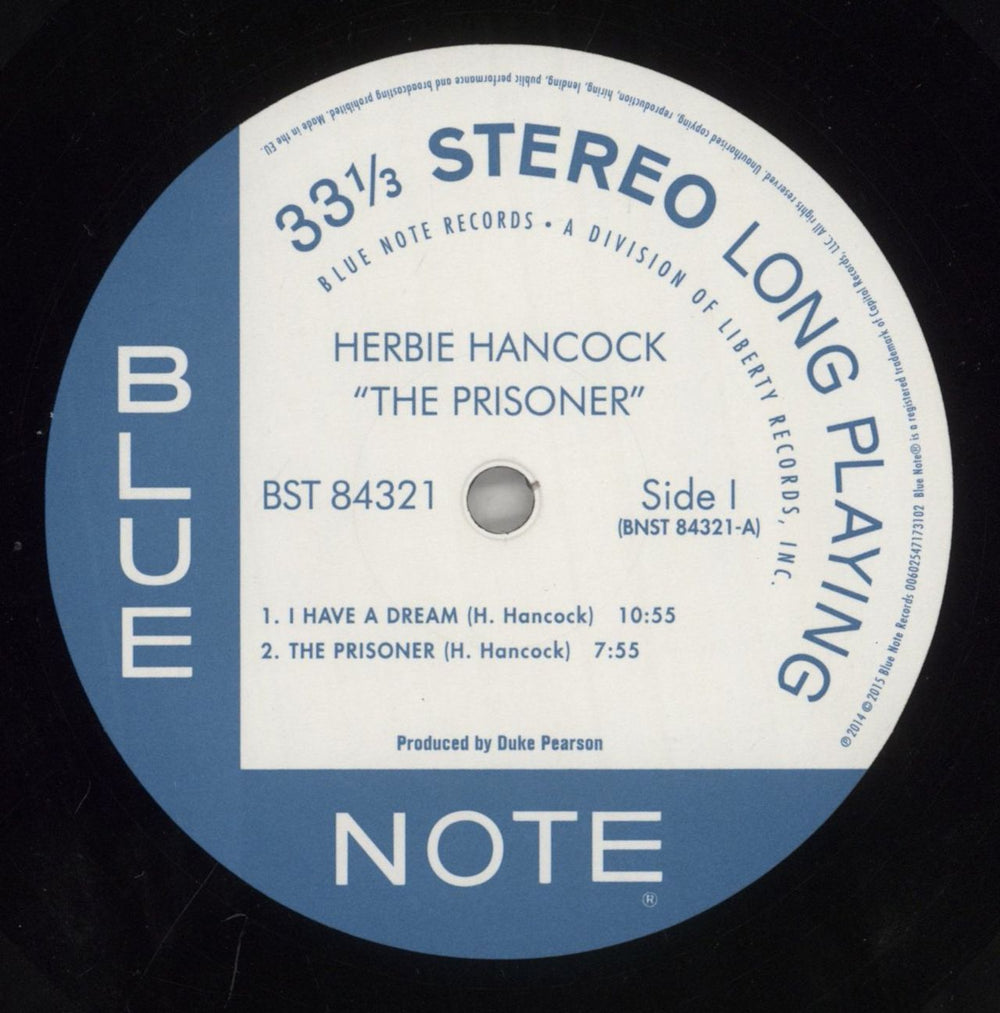 33⅓ STEREO LONG PLAYING
BLUE NOTE RECORDS • A DIVISION OF LIBERTY RECORDS, INC.
HERBIE HANCOCK
“THE PRISONER”
BST 84321
Side I
(BNST 84321-A)
1. I HAVE A DREAM (H. Hancock) 10:55
2. THE PRISONER (H. Hancock) 7:55
Produced by Duke Pearson
BLUE
NOTE
®
℗ 2014 © 2015 Blue Note Records 00602547173102 Blue Note® is a registered trademark of Capitol Records, LLC. All rights reserved. Unauthorised copying, reproduction, hiring, lending, public performance and broadcasting prohibited. Made in the EU.